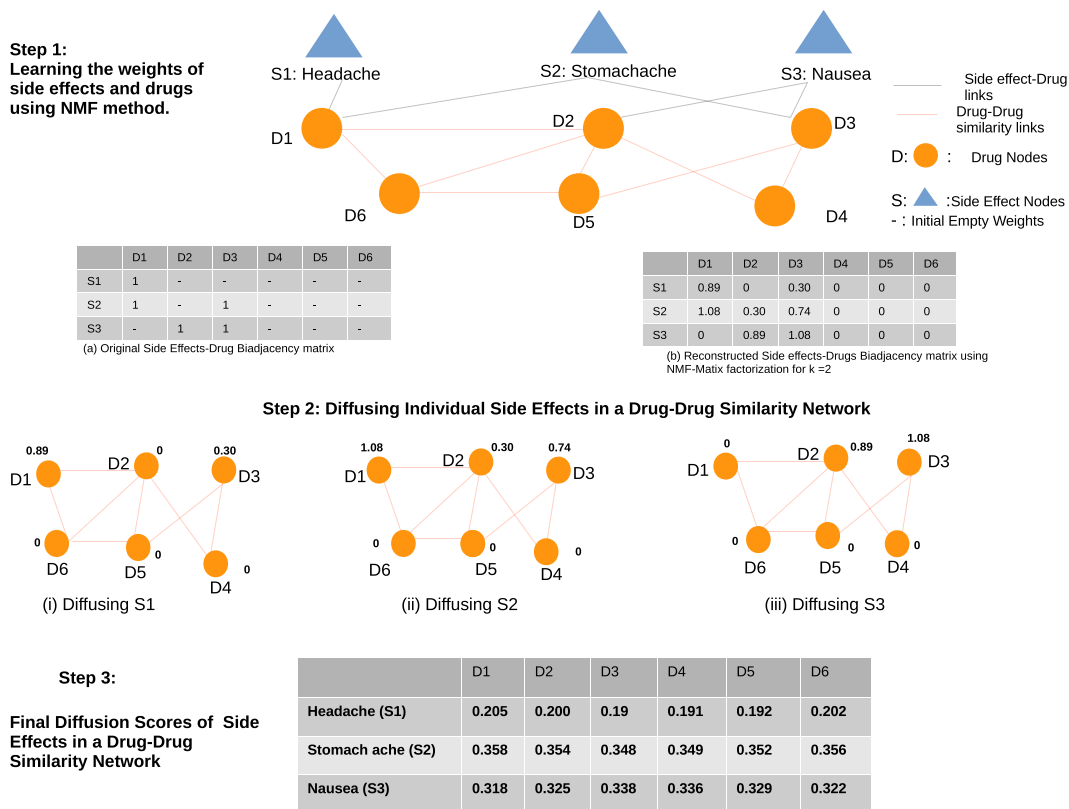 Step 1:
Learning the weights of
side effects and drugs
using NMF method.
S1: Headache
S2: Stomachache
S3: Nausea
D1
D2
D3
D6
D5
D4
Side effect-Drug
links
Drug-Drug
similarity links
D: : Drug Nodes
S: :Side Effect Nodes
- : Initial Empty Weights
D1 D2 D3 D4 D5 D6
S1 1 - - - - -
S2 1 - 1 - - -
S3 - 1 1 - - -
(a) Original Side Effects-Drug Biadjacency matrix
D1 D2 D3 D4 D5 D6
S1 0.89 0 0.30 0 0 0
S2 1.08 0.30 0.74 0 0 0
S3 0 0.89 1.08 0 0 0
(b) Reconstructed Side effects-Drugs Biadjacency matrix using
NMF-Matix factorization for k =2
Step 2: Diffusing Individual Side Effects in a Drug-Drug Similarity Network
0.89 0 0.30
D1 D2 D3
0 0 0
D6 D5 D4
(i) Diffusing S1
1.08 0.30 0.74
D1 D2 D3
0 0 0
D6 D5 D4
(ii) Diffusing S2
0 0.89 1.08
D1 D2 D3
0 0 0
D6 D5 D4
(iii) Diffusing S3
Step 3:
Final Diffusion Scores of Side
Effects in a Drug-Drug
Similarity Network
D1 D2 D3 D4 D5 D6
Headache (S1) 0.205 0.200 0.19 0.191 0.192 0.202
Stomach ache (S2) 0.358 0.354 0.348 0.349 0.352 0.356
Nausea (S3) 0.318 0.325 0.338 0.336 0.329 0.322